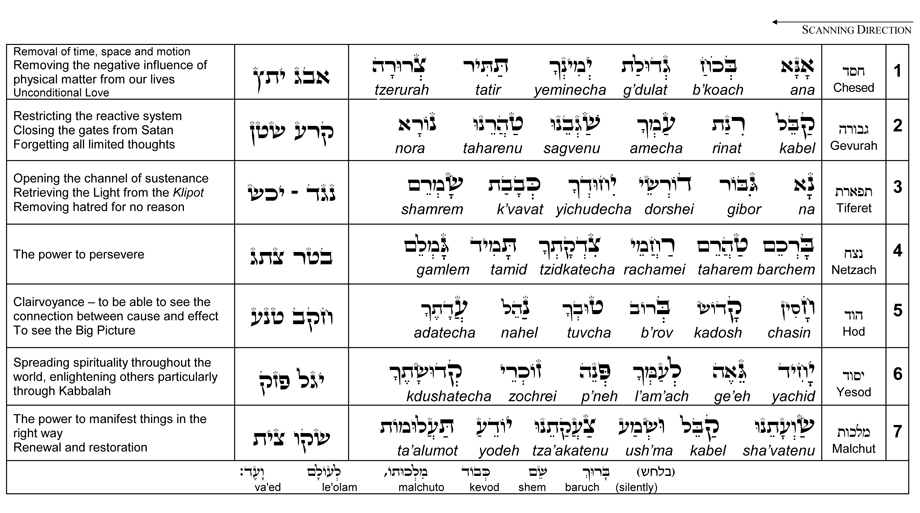 SCANNING DIRECTION
1
חסד
Chesed
אָנָּא בְּכֹחַ גְּדוּלַת יְמִינְךָ תַּתִּיר צְרוּרָה
ana b'koach g'dulat yeminecha tatir tzerurah
אבג יתץ
Removal of time, space and motion
Removing the negative influence of
physical matter from our lives
Unconditional Love
2
גבורה
Gevurah
קַבֵּל רִנַּת עַמְּךָ שַׂגְּבֵנוּ טַהֲרֵנוּ נוֹרָא
kabel rinat amecha sagvenu taharenu nora
קרע שטן
Restricting the reactive system
Closing the gates from Satan
Forgetting all limited thoughts
3
תפארת
Tiferet
נָא גִּבּוֹר דּוֹרְשֵׁי יִחוּדְךָ כְּבָבַת שָׁמְרֵם
na gibor dorshei yichudecha k'vavat shamrem
נגד - יכש
Opening the channel of sustenance
Retrieving the Light from the Klipot
Removing hatred for no reason
4
נצח
Netzach
בָּרְכֵם טַהֲרֵם רַחֲמֵי צִדְקָתְךָ תָּמִיד גָּמְלֵם
barchem taharem rachamei tzidkatecha tamid gamlem
בטר צתג
The power to persevere
5
הוד
Hod
חָסִין קָדוֹשׁ בְּרוֹב טוּבְךָ נַהֵל עֲדָתֶךָ
chasin kadosh b'rov tuvcha nahel adatecha
חקב טנע
Clairvoyance – to be able to see the
connection between cause and effect
To see the Big Picture
6
יסוד
Yesod
יָחִיד גֵּאֶה לְעַמְּךָ פְּנֵה זוֹכְרֵי קְדוּשָׁתֶךָ
yachid ge'eh l'am'ach p'neh zochrei kdushatecha
יגל פזק
Spreading spirituality throughout the
world, enlightening others particularly
through Kabbalah
7
מלכות
Malchut
שַׁוְעָתֵנוּ קַבֵּל וּשְׁמַע צַעֲקָתֵנוּ יוֹדֵעַ תַּעֲלוּמוֹת
sha'vatenu kabel ush'ma tza'akatenu yodeh ta'alumot
שקו צית
The power to manifest things in the
right way
Renewal and restoration
(בלחש) בָּרוּךְ שֵׁם כְּבוֹד מַלְכוּתוֹ, לְעוֹלָם וָעֶד:
(silently) baruch shem kevod malchuto le'olam va'ed